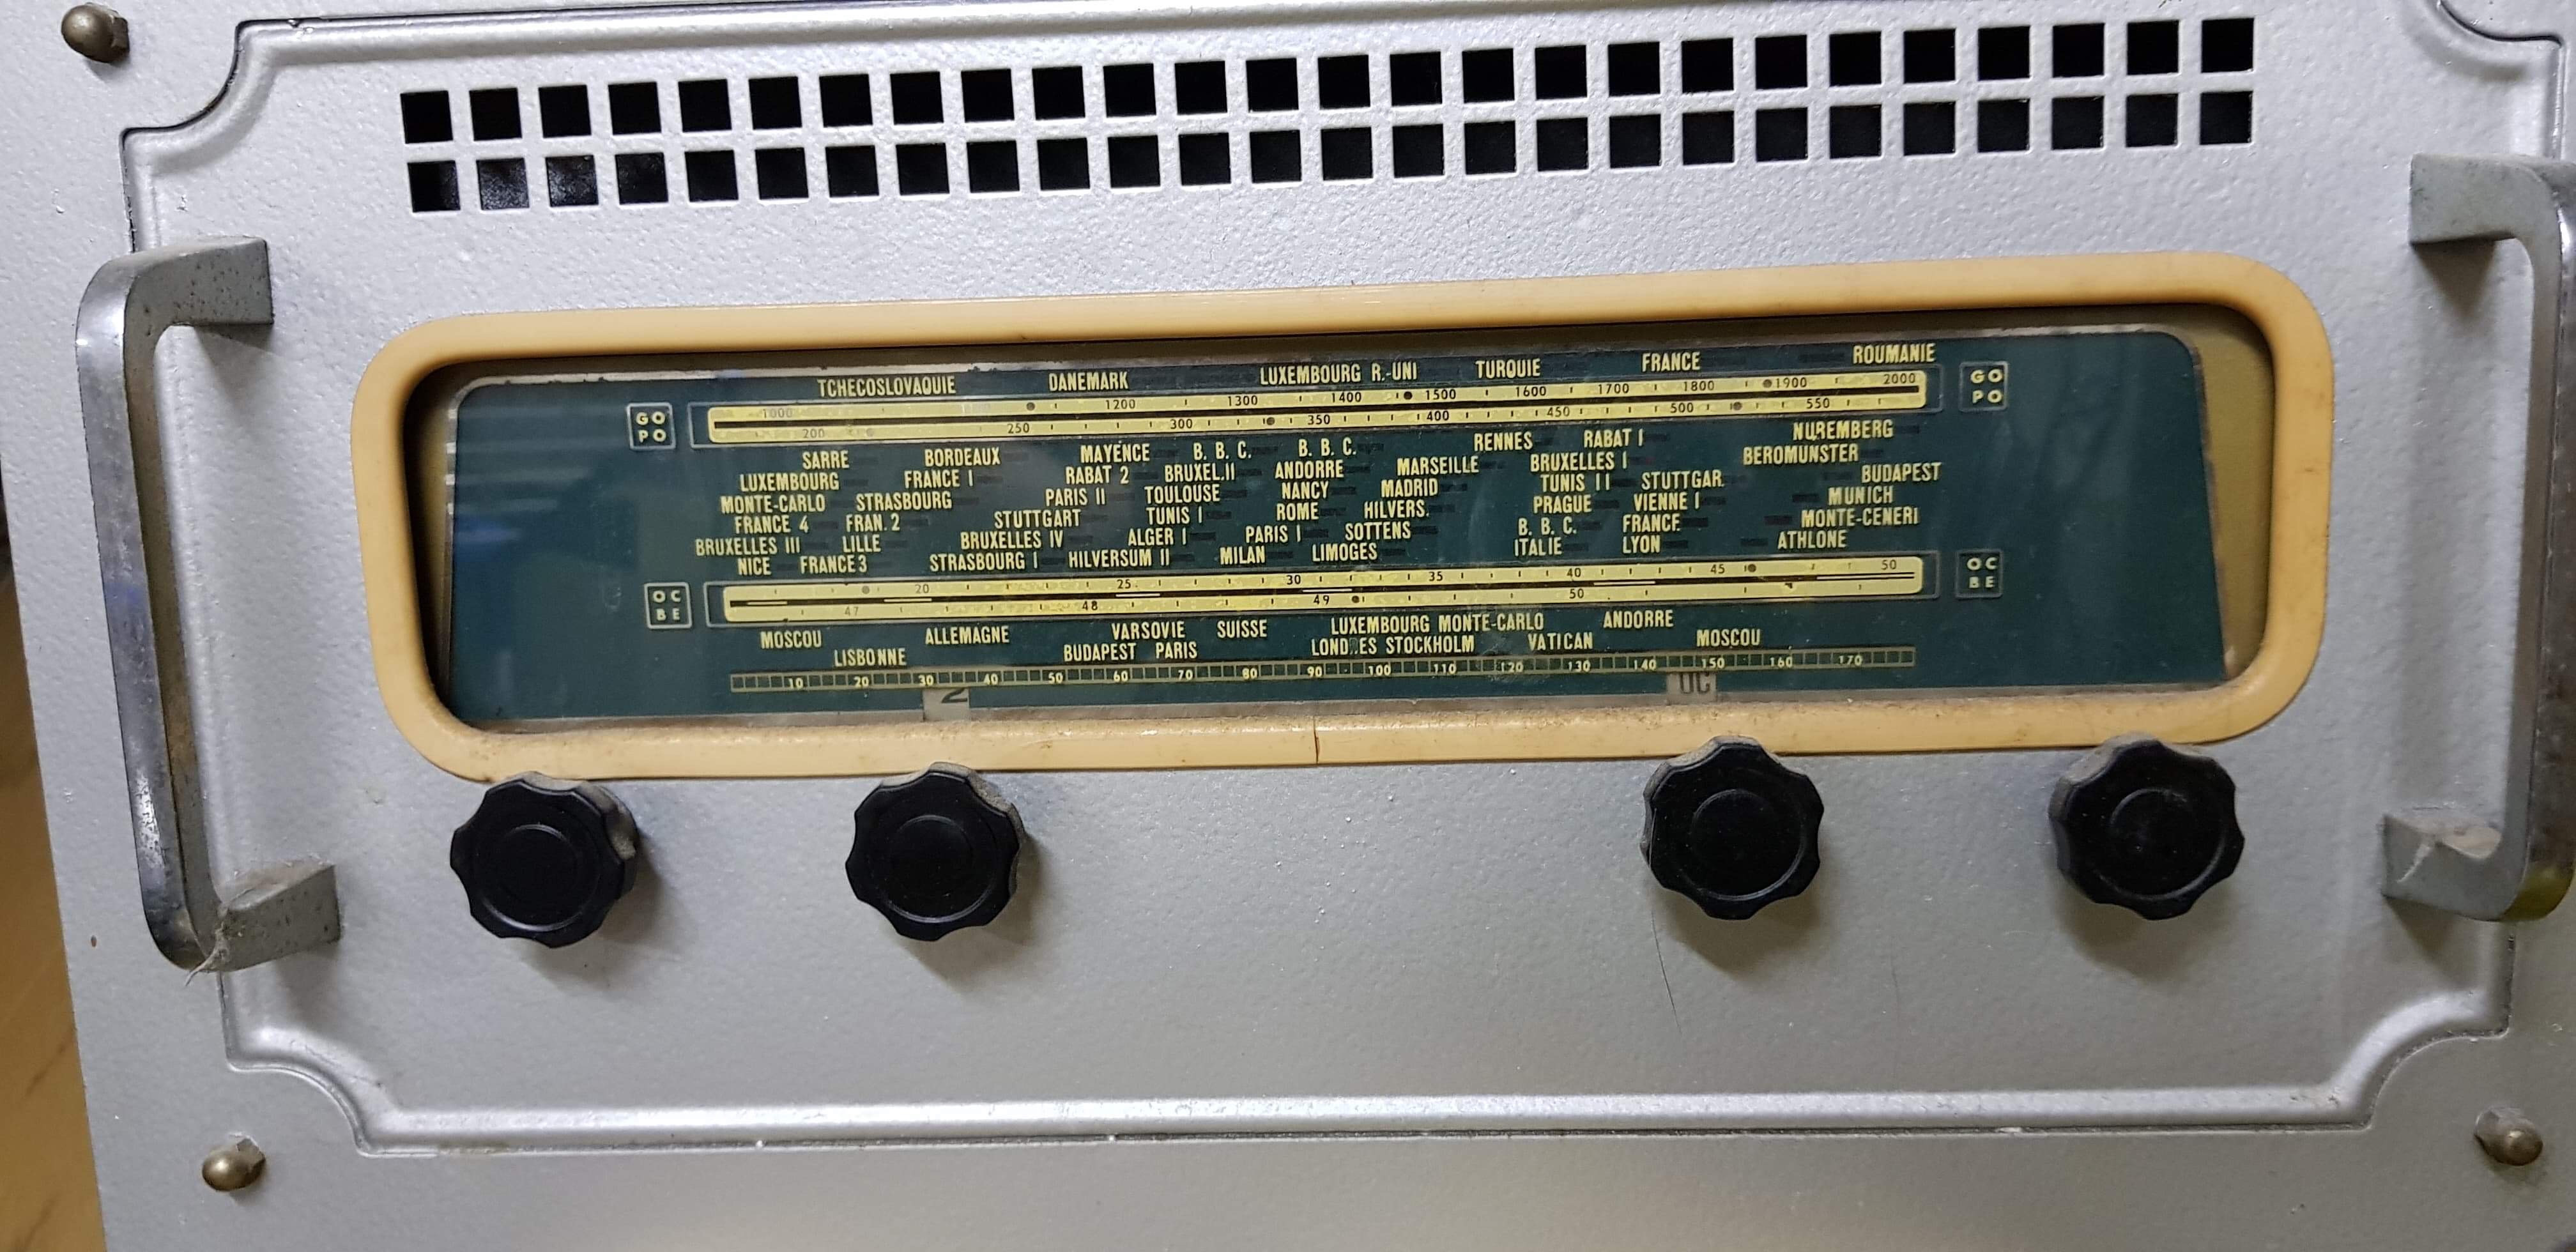 TCHECOSLOVAQUIE DANEMARK LUXEMBOURG R.-UNI TURQUIE FRANCE ROUMANIE
GO 1000 1200 1300 1400 1500 1600 1700 1800 1900 2000 GO
PO 200 250 300 350 400 450 500 550 PO
SARRE BORDEAUX MAYENCE B. B. C. B. B. C. RENNES RABAT I NUREMBERG
LUXEMBOURG FRANCE I RABAT 2 BRUXEL.II ANDORRE MARSEILLE BRUXELLES I BEROMUNSTER
MONTE-CARLO STRASBOURG PARIS II TOULOUSE NANCY MADRID TUNIS II STUTTGAR. BUDAPEST
FRANCE 4 FRAN. 2 STUTTGART TUNIS I ROME HILVERS. PRAGUE VIENNE I MUNICH
BRUXELLES III LILLE BRUXELLES IV ALGER I PARIS I SOTTENS B. B. C. FRANCE MONTE-CENERI
NICE FRANCE 3 STRASBOURG I HILVERSUM II MILAN LIMOGES ITALIE LYON ATHLONE
OC 20 25 30 35 40 45 50 OC
BE 47 48 49 50 BE
MOSCOU ALLEMAGNE VARSOVIE SUISSE LUXEMBOURG MONTE-CARLO ANDORRE
LISBONNE BUDAPEST PARIS LONDRES STOCKHOLM VATICAN MOSCOU
10 20 30 40 50 60 70 80 90 100 110 120 130 140 150 160 170
2 OC